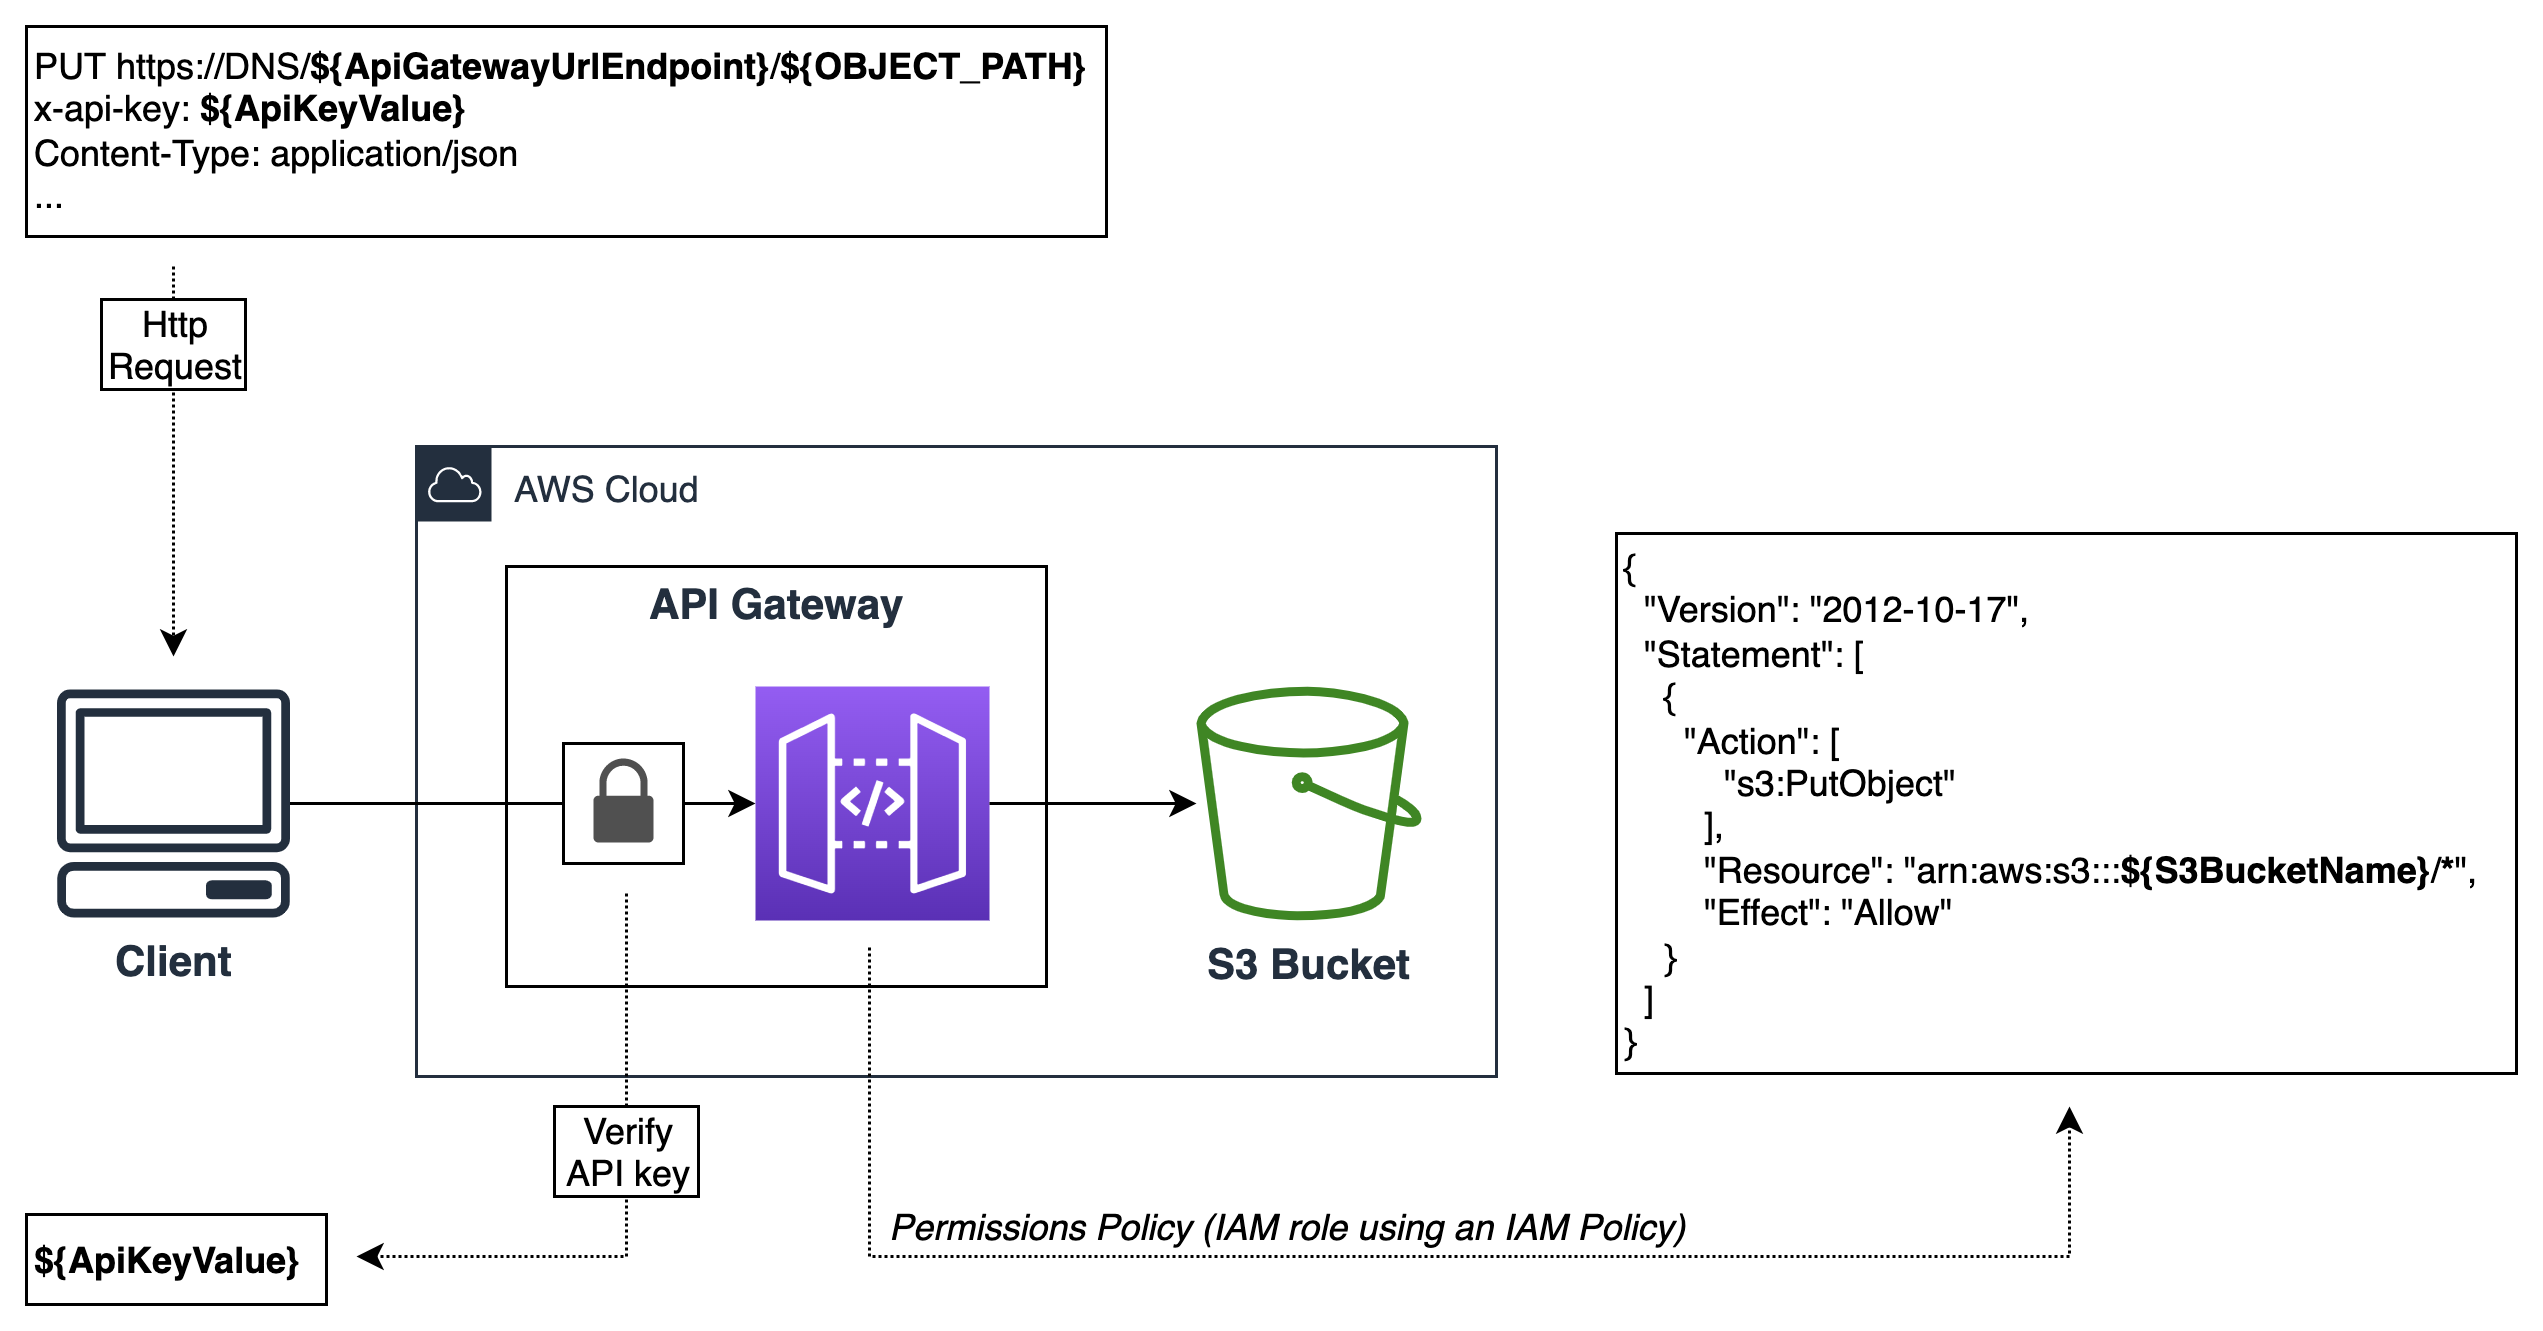 PUT https://DNS/${ApiGatewayUrlEndpoint}/${OBJECT_PATH}
x-api-key: ${ApiKeyValue}
Content-Type: application/json
...
Http
Request
AWS Cloud
API Gateway
</>
Client
S3 Bucket
{
"Version": "2012-10-17",
"Statement": [
{
"Action": [
"s3:PutObject"
],
"Resource": "arn:aws:s3:::${S3BucketName}/*",
"Effect": "Allow"
}
]
}
Verify
API key
Permissions Policy (IAM role using an IAM Policy)
${ApiKeyValue}